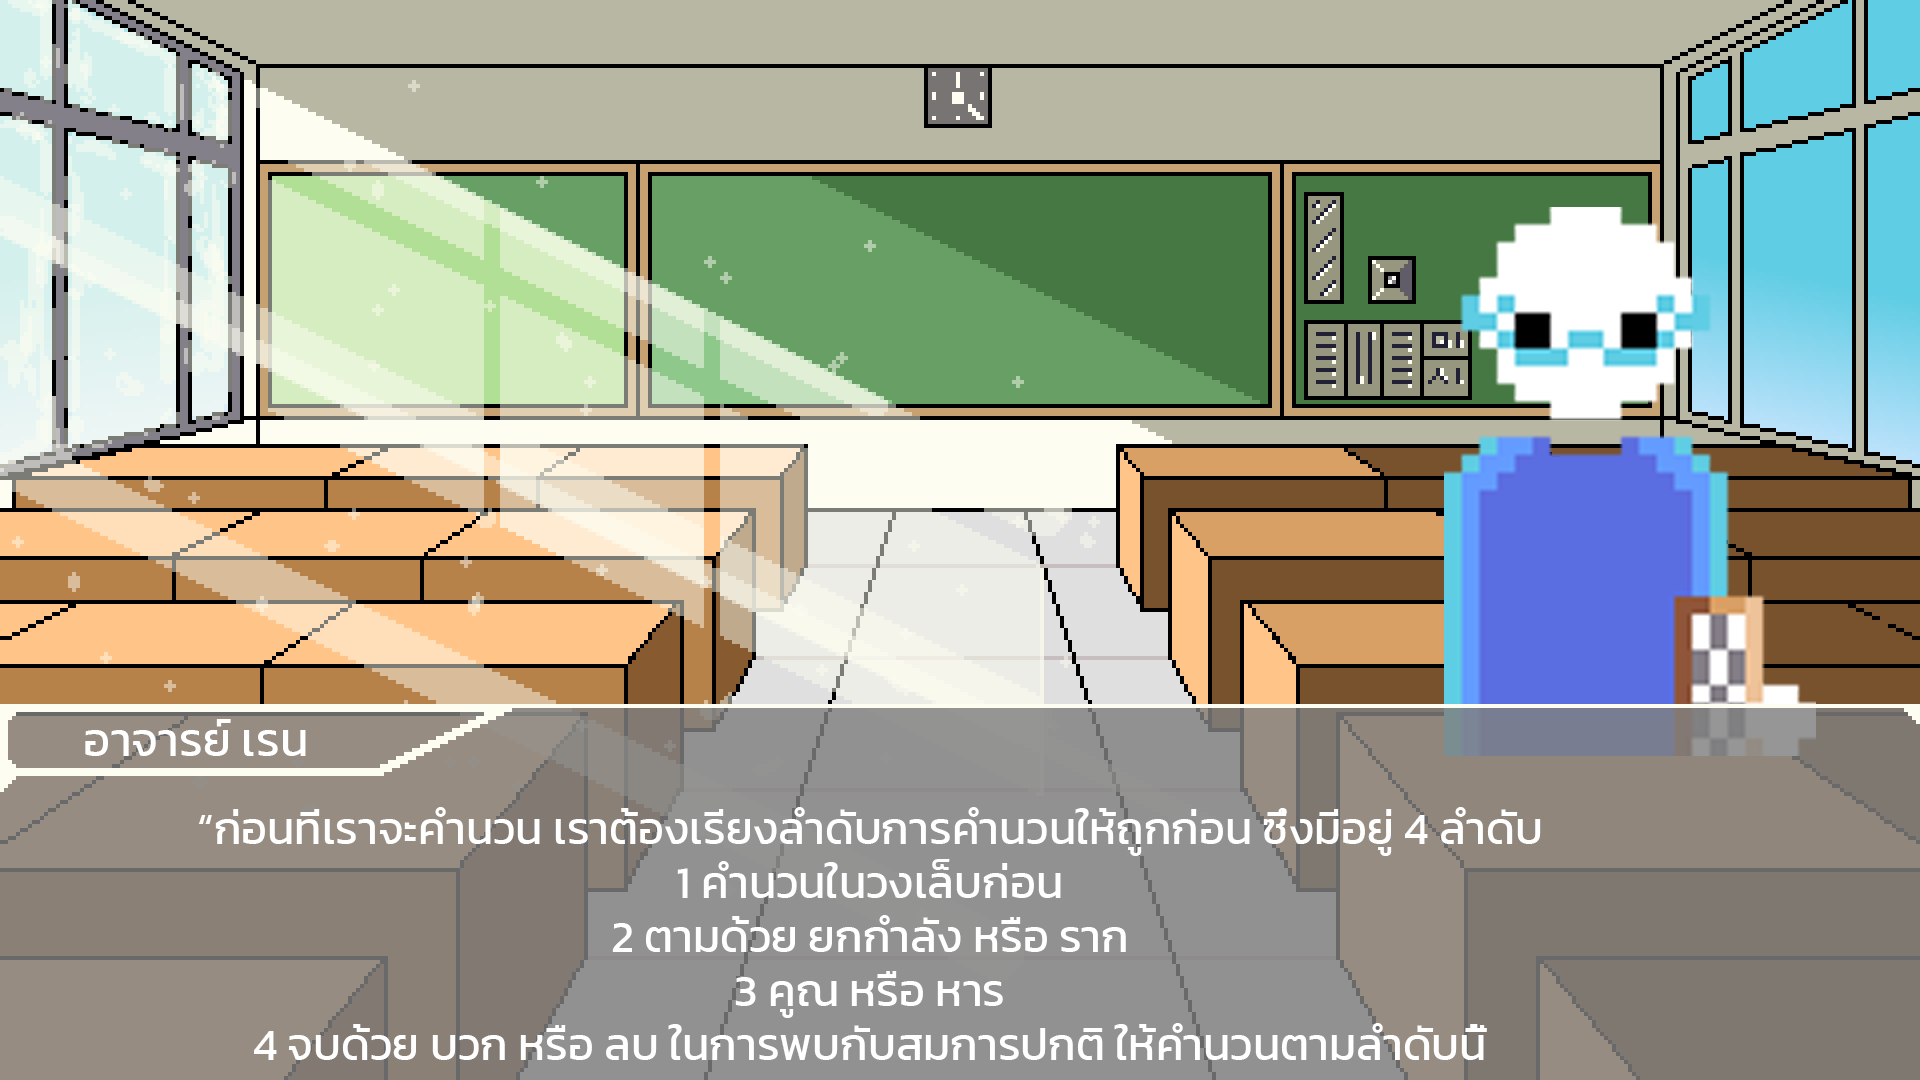 อาจารย์ เรน
“ก่อนที่เราจะคำนวน เราต้องเรียงลำดับการคำนวนให้ถูกก่อน ซึ่งมีอยู่ 4 ลำดับ
1 คำนวนในวงเล็บก่อน
2 ตามด้วย ยกกำลัง หรือ ราก
3 คูณ หรือ หาร
4 จบด้วย บวก หรือ ลบ ในการพบกับสมการปกติ ให้คำนวนตามลำดับนี้